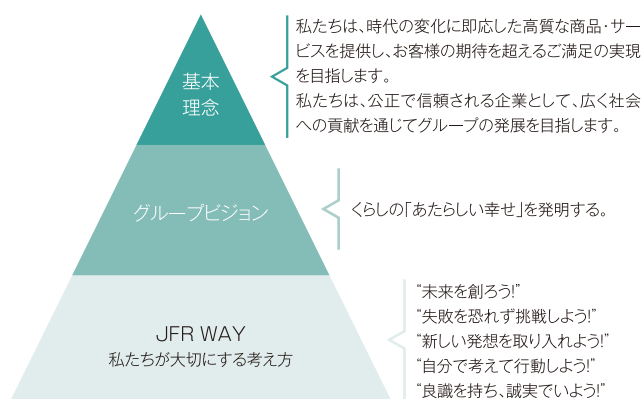 私たちは、時代の変化に即応した高質な商品・サー
ビスを提供し、お客様の期待を超えるご満足の実現
を目指します。
私たちは、公正で信頼される企業として、広く社会
への貢献を通じてグループの発展を目指します。
基本
理念
グループビジョン
くらしの「あたらしい幸せ」を発明する。
JFR WAY
私たちが大切にする考え方
“未来を創ろう!”
“失敗を恐れず挑戦しよう!”
“新しい発想を取り入れよう!”
“自分で考えて行動しよう!”
“良識を持ち、誠実でいよう!”